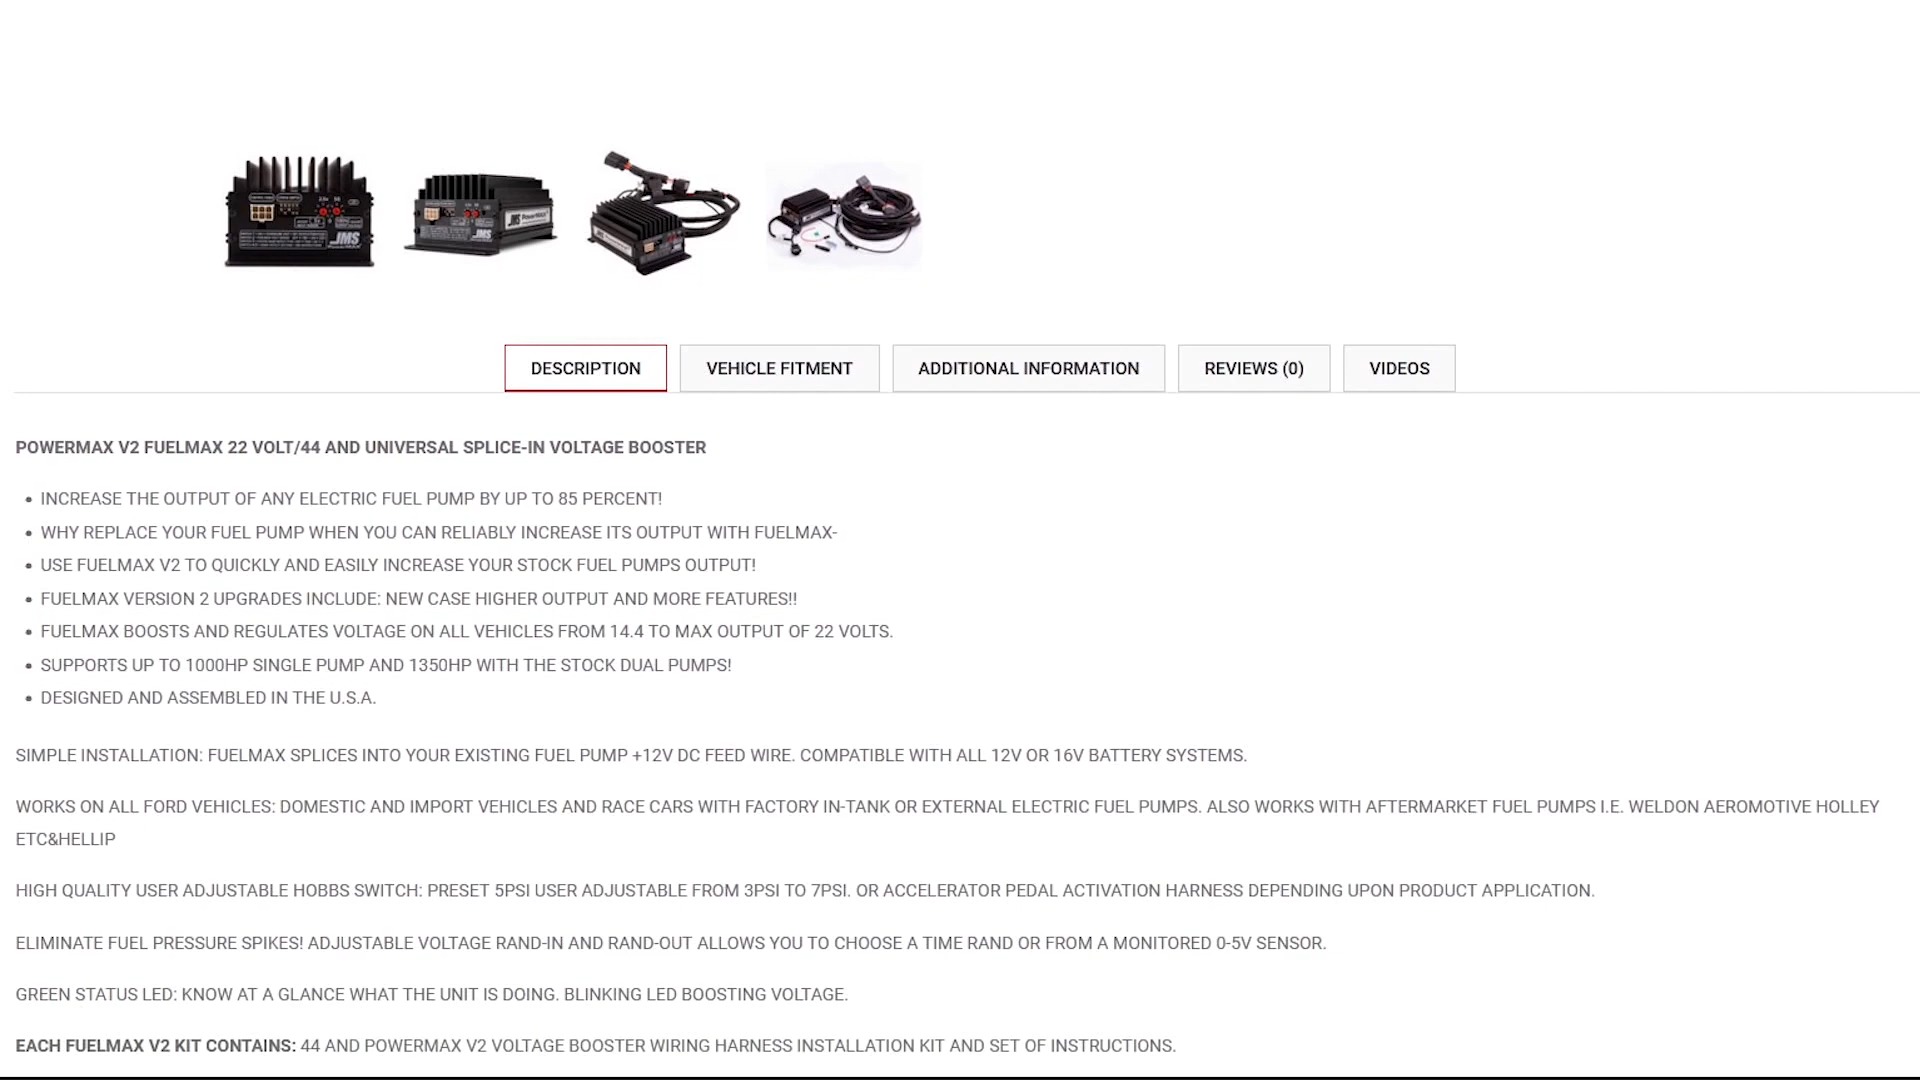 JMS
JMS PowerMAX
JMS
DESCRIPTION
VEHICLE FITMENT
ADDITIONAL INFORMATION
REVIEWS (0)
VIDEOS
POWERMAX V2 FUELMAX 22 VOLT/44 AND UNIVERSAL SPLICE-IN VOLTAGE BOOSTER
• INCREASE THE OUTPUT OF ANY ELECTRIC FUEL PUMP BY UP TO 85 PERCENT!
• WHY REPLACE YOUR FUEL PUMP WHEN YOU CAN RELIABLY INCREASE ITS OUTPUT WITH FUELMAX-
• USE FUELMAX V2 TO QUICKLY AND EASILY INCREASE YOUR STOCK FUEL PUMPS OUTPUT!
• FUELMAX VERSION 2 UPGRADES INCLUDE: NEW CASE HIGHER OUTPUT AND MORE FEATURES!!
• FUELMAX BOOSTS AND REGULATES VOLTAGE ON ALL VEHICLES FROM 14.4 TO MAX OUTPUT OF 22 VOLTS.
• SUPPORTS UP TO 1000HP SINGLE PUMP AND 1350HP WITH THE STOCK DUAL PUMPS!
• DESIGNED AND ASSEMBLED IN THE U.S.A.
SIMPLE INSTALLATION: FUELMAX SPLICES INTO YOUR EXISTING FUEL PUMP +12V DC FEED WIRE. COMPATIBLE WITH ALL 12V OR 16V BATTERY SYSTEMS.
WORKS ON ALL FORD VEHICLES: DOMESTIC AND IMPORT VEHICLES AND RACE CARS WITH FACTORY IN-TANK OR EXTERNAL ELECTRIC FUEL PUMPS. ALSO WORKS WITH AFTERMARKET FUEL PUMPS I.E. WELDON AEROMOTIVE HOLLEY
ETC&HELLIP
HIGH QUALITY USER ADJUSTABLE HOBBS SWITCH: PRESET 5PSI USER ADJUSTABLE FROM 3PSI TO 7PSI. OR ACCELERATOR PEDAL ACTIVATION HARNESS DEPENDING UPON PRODUCT APPLICATION.
ELIMINATE FUEL PRESSURE SPIKES! ADJUSTABLE VOLTAGE RAND-IN AND RAND-OUT ALLOWS YOU TO CHOOSE A TIME RAND OR FROM A MONITORED 0-5V SENSOR.
GREEN STATUS LED: KNOW AT A GLANCE WHAT THE UNIT IS DOING. BLINKING LED BOOSTING VOLTAGE.
EACH FUELMAX V2 KIT CONTAINS: 44 AND POWERMAX V2 VOLTAGE BOOSTER WIRING HARNESS INSTALLATION KIT AND SET OF INSTRUCTIONS.